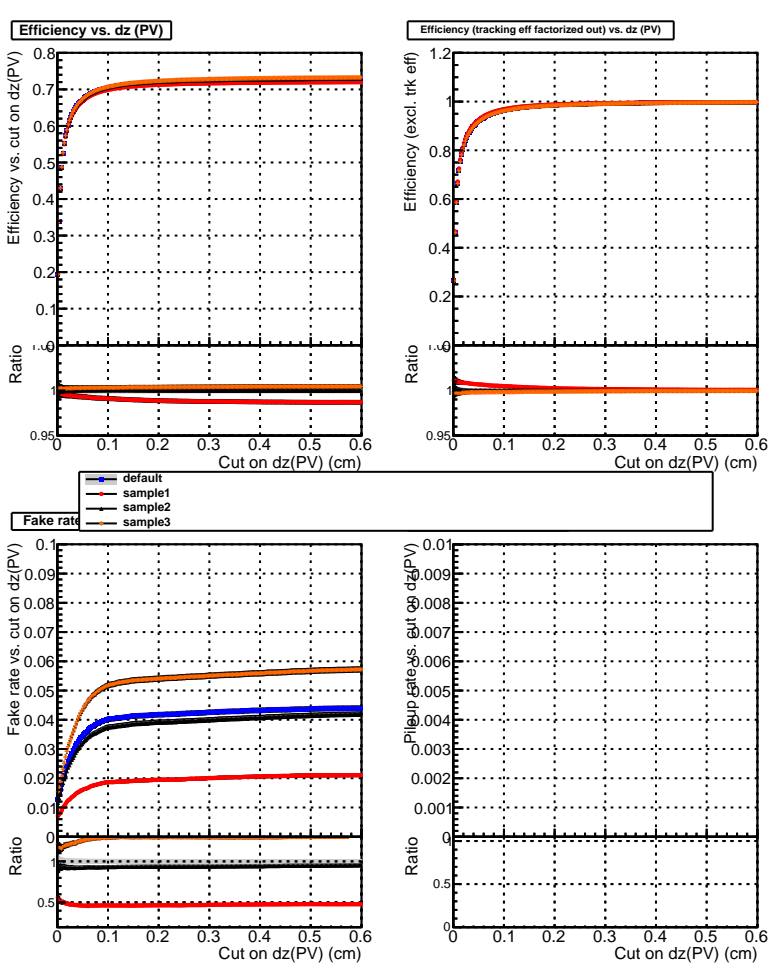 Efficiency vs. dz (PV)
Efficiency vs. cut on dz(PV)
0.8
0.7
0.6
0.5
0.4
0.3
0.2
0.1
0
Ratio
1
0.95
0 0.1 0.2 0.3 0.4 0.5 0.6
Cut on dz(PV) (cm)
Efficiency (tracking eff factorized out) vs. dz (PV)
Efficiency (excl. trk eff)
1.2
1
0.8
0.6
0.4
0.2
0
Ratio
1
0.95
0 0.1 0.2 0.3 0.4 0.5 0.6
Cut on dz(PV) (cm)
default
sample1
sample2
sample3
Fake rate
Fake rate vs. cut on dz(PV)
0.1
0.09
0.08
0.07
0.06
0.05
0.04
0.03
0.02
0.01
0
Ratio
1
0.5
0 0.1 0.2 0.3 0.4 0.5 0.6
Cut on dz(PV) (cm)
Pileup rate vs. cut on dz(PV)
0.01
0.009
0.008
0.007
0.006
0.005
0.004
0.003
0.002
0.001
0
Ratio
0.5
0
0 0.1 0.2 0.3 0.4 0.5 0.6
Cut on dz(PV) (cm)